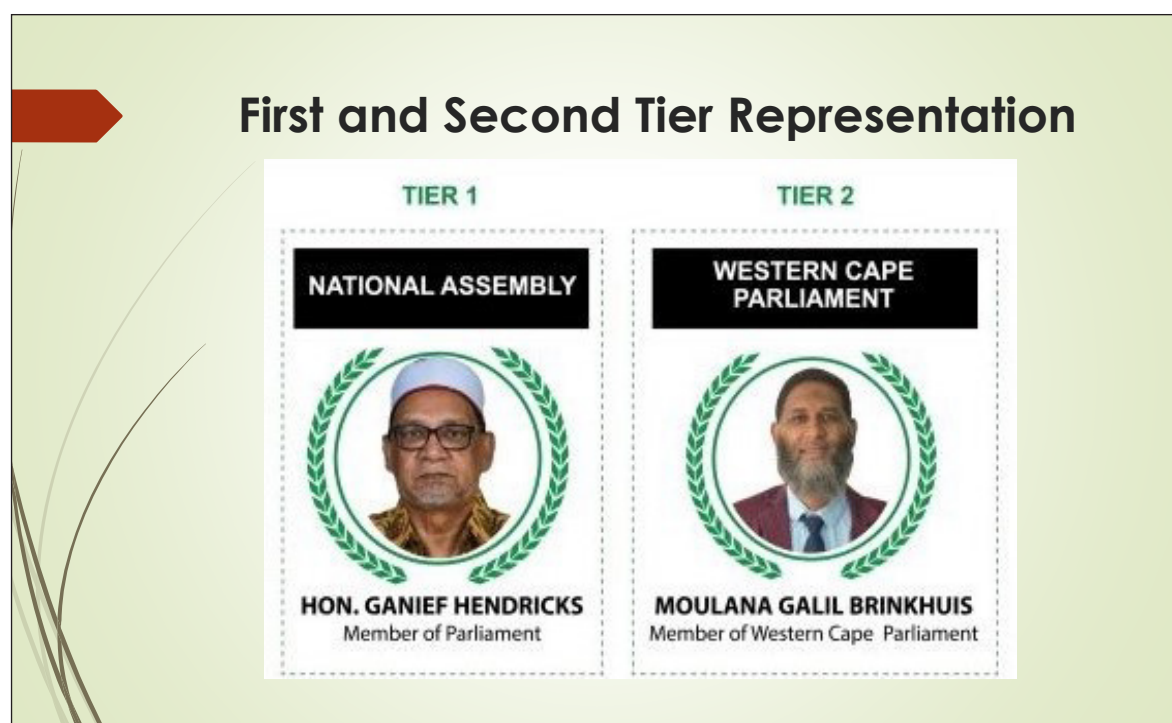 First and Second Tier Representation
TIER 1
NATIONAL ASSEMBLY
HON. GANIEF HENDRICKS
Member of Parliament
TIER 2
WESTERN CAPE
PARLIAMENT
MOULANA GALIL BRINKHUIS
Member of Western Cape Parliament